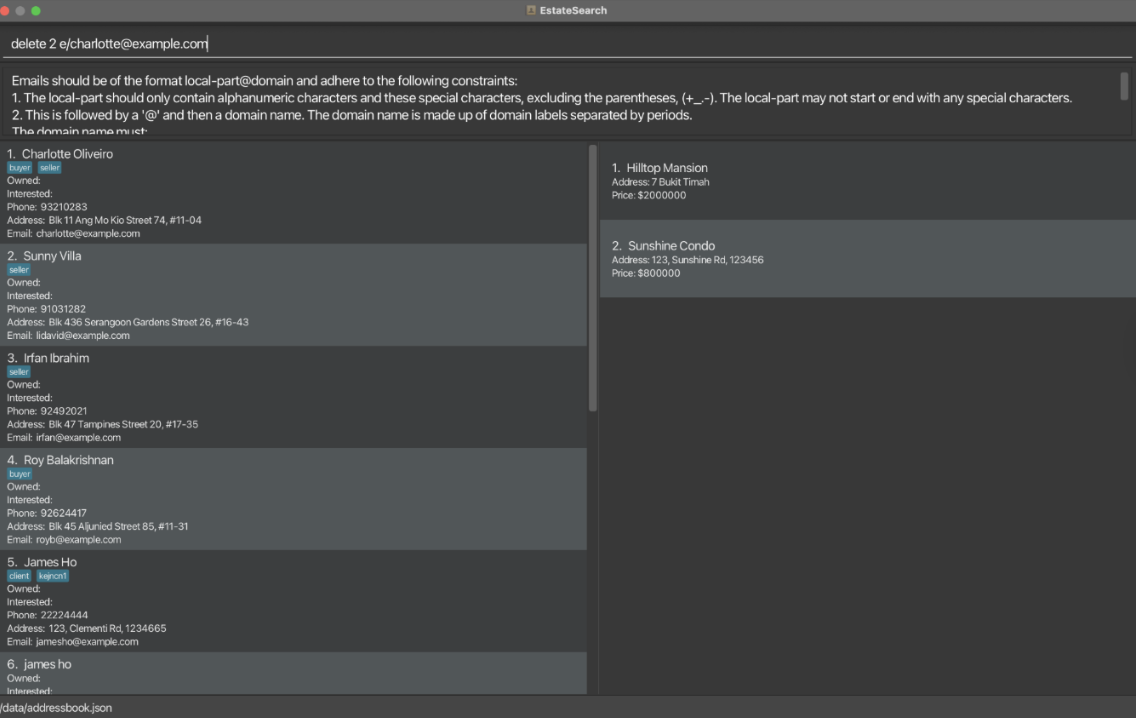 EstateSearch
delete 2 e/charlotte@example.com
Emails should be of the format local-part@domain and adhere to the following constraints:
1. The local-part should only contain alphanumeric characters and these special characters, excluding the parentheses, (+_.-). The local-part may not start or end with any special characters.
2. This is followed by a '@' and then a domain name. The domain name is made up of domain labels separated by periods.
The domain name must:
1. Charlotte Oliveiro
buyer seller
Owned:
Interested:
Phone: 93210283
Address: Blk 11 Ang Mo Kio Street 74, #11-04
Email: charlotte@example.com
2. Sunny Villa
seller
Owned:
Interested:
Phone: 91031282
Address: Blk 436 Serangoon Gardens Street 26, #16-43
Email: lidavid@example.com
3. Irfan Ibrahim
seller
Owned:
Interested:
Phone: 92492021
Address: Blk 47 Tampines Street 20, #17-35
Email: irfan@example.com
4. Roy Balakrishnan
buyer
Owned:
Interested:
Phone: 92624417
Address: Blk 45 Aljunied Street 85, #11-31
Email: royb@example.com
5. James Ho
client kejncn1
Owned:
Interested:
Phone: 22224444
Address: 123, Clementi Rd, 1234665
Email: jamesho@example.com
6. james ho
Owned:
Interested:
1. Hilltop Mansion
Address: 7 Bukit Timah
Price: $2000000
2. Sunshine Condo
Address: 123, Sunshine Rd, 123456
Price: $800000
/data/addressbook.json